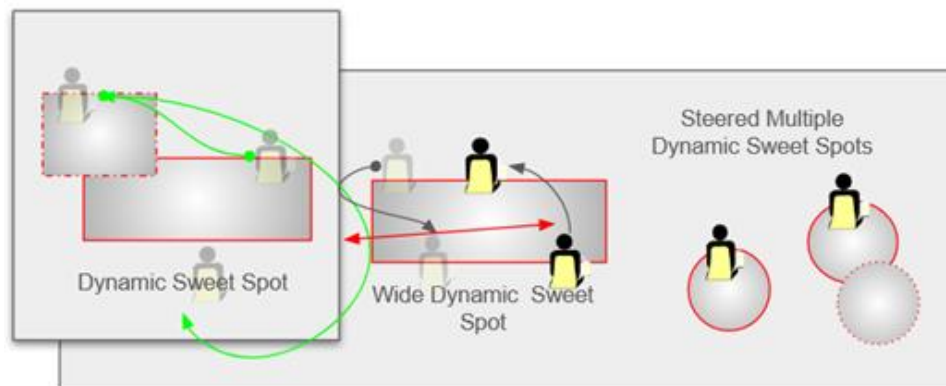 Steered Multiple
Dynamic Sweet Spots
Dynamic Sweet Spot
Wide Dynamic Sweet
Spot